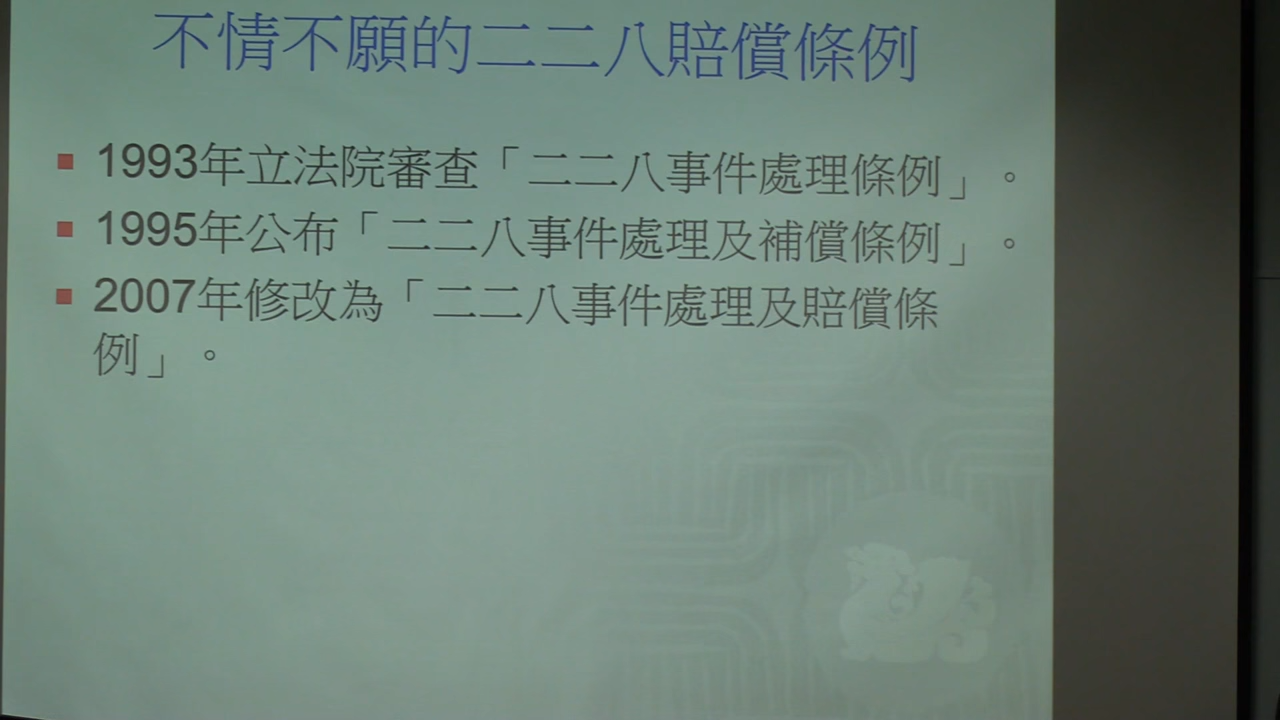 不情不願的二二八賠償條例
1993年立法院審查「二二八事件處理條例」。
1995年公布「二二八事件處理及補償條例」。
2007年修改為「二二八事件處理及賠償條
例」。